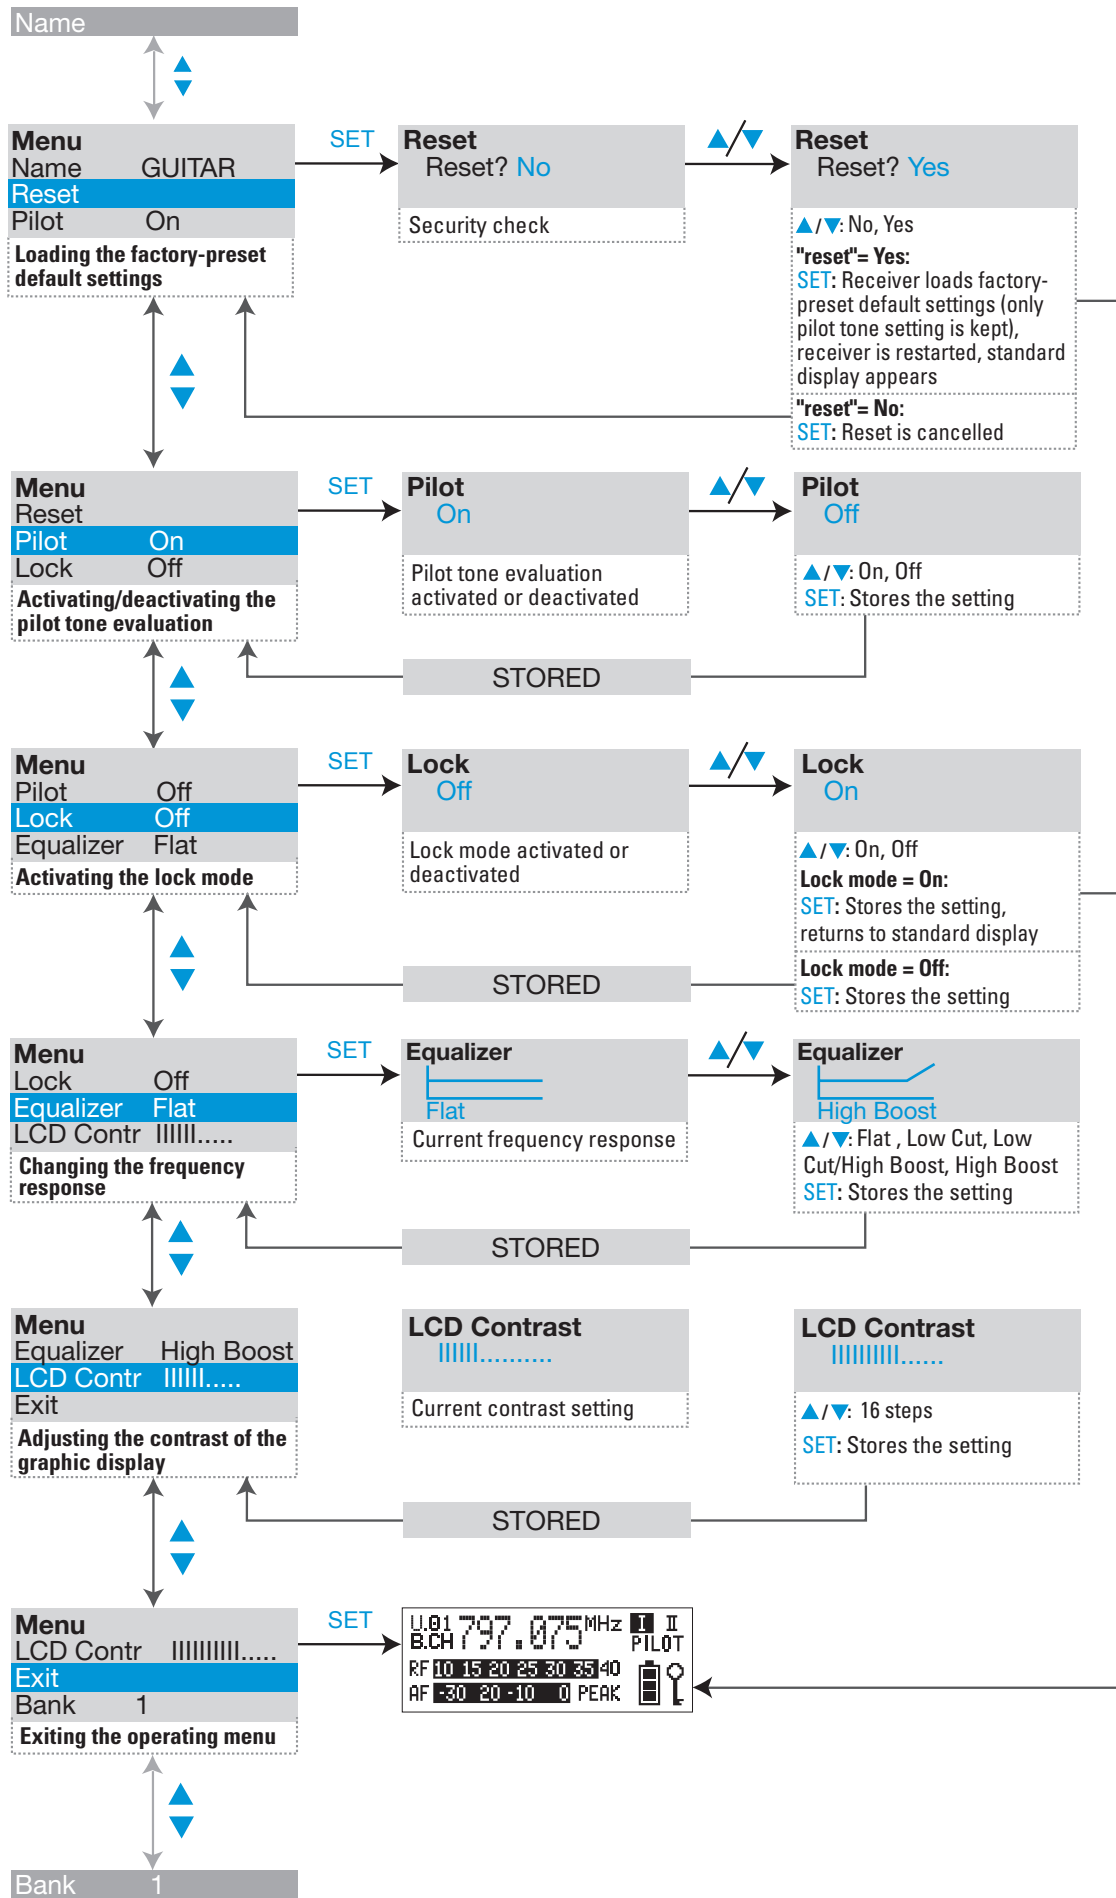 Name
Menu
Name GUITAR
Reset
Pilot On
Loading the factory-preset
default settings
SET
Reset
Reset? No
Security check
▲/▼
Reset
Reset? Yes
▲/▼: No, Yes
"reset"= Yes:
SET: Receiver loads factory-
preset default settings (only
pilot tone setting is kept),
receiver is restarted, standard
display appears
"reset"= No:
SET: Reset is cancelled
Menu
Reset
Pilot On
Lock Off
Activating/deactivating the
pilot tone evaluation
SET
Pilot
On
Pilot tone evaluation
activated or deactivated
▲/▼
Pilot
Off
▲/▼: On, Off
SET: Stores the setting
STORED
Menu
Pilot Off
Lock Off
Equalizer Flat
Activating the lock mode
SET
Lock
Off
Lock mode activated or
deactivated
▲/▼
Lock
On
▲/▼: On, Off
Lock mode = On:
SET: Stores the setting,
returns to standard display
Lock mode = Off:
SET: Stores the setting
STORED
Menu
Lock Off
Equalizer Flat
LCD Contr IIIIII.....
Changing the frequency
response
SET
Equalizer
Flat
Current frequency response
▲/▼
Equalizer
High Boost
▲/▼: Flat , Low Cut, Low
Cut/High Boost, High Boost
SET: Stores the setting
STORED
Menu
Equalizer High Boost
LCD Contr IIIIII.....
Exit
Adjusting the contrast of the
graphic display
LCD Contrast
IIIIII..........
Current contrast setting
LCD Contrast
IIIIIIIIII......
▲/▼: 16 steps
SET: Stores the setting
STORED
Menu
LCD Contr IIIIIIIIII.....
Exit
Bank 1
Exiting the operating menu
SET
U.01 797.075 MHz I II
B.CH PILOT
RF 10 15 20 25 30 35 40
AF -30 20 -10 0 PEAK
Bank 1